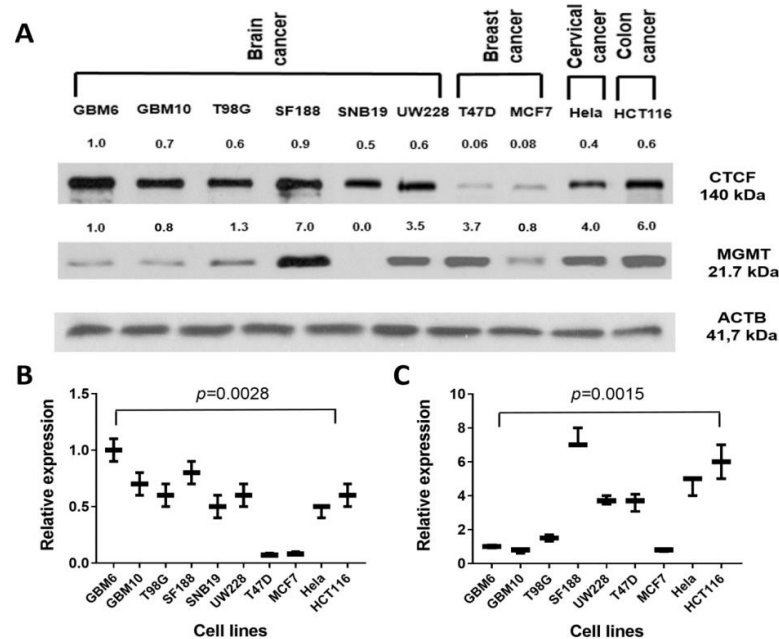 A
Brain
cancer
Breast
cancer
Cervical
cancer
Colon
cancer
GBM6 GBM10 T98G SF188 SNB19 UW228 T47D MCF7 Hela HCT116
1.0 0.7 0.6 0.9 0.5 0.6 0.06 0.08 0.4 0.6
CTCF
140 kDa
1.0 0.8 1.3 7.0 0.0 3.5 3.7 0.8 4.0 6.0
MGMT
21.7 kDa
ACTB
41,7 kDa
B
p=0.0028
Relative expression
1.5
1.0
0.5
0.0
GBM6 GBM10 T98G SF188 SNB19 UW228 T47D MCF7 Hela HCT116
Cell lines
C
p=0.0015
Relative expression
10
8
6
4
2
0
GBM6 GBM10 T98G SF188 UW228 T47D MCF7 Hela HCT116
Cell lines